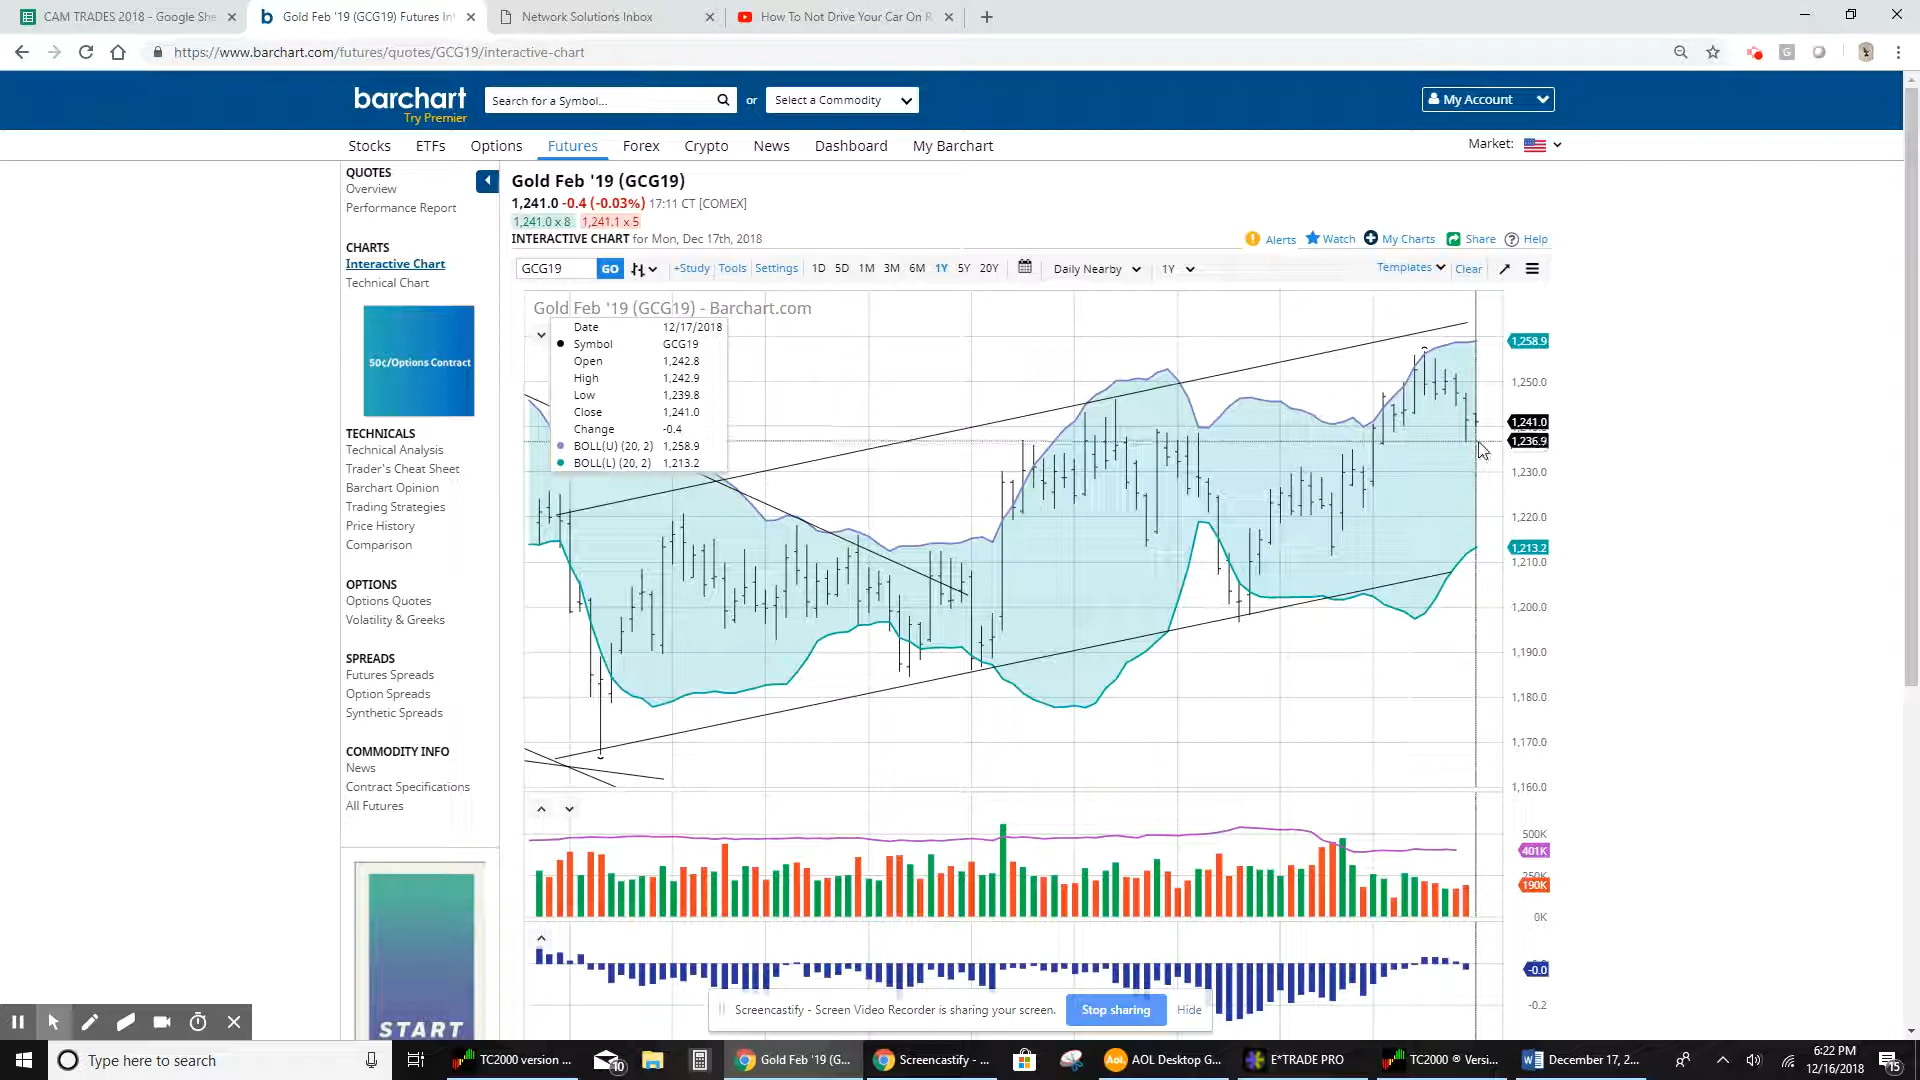 CAM TRADES 2018 - Google She
Gold Feb '19 (GCG19) Futures In
Network Solutions Inbox
How To Not Drive Your Car On R
https://www.barchart.com/futures/quotes/GCG19/interactive-chart
barchart
Try Premier
Search for a Symbol...
or
Select a Commodity
My Account
Stocks ETFs Options Futures Forex Crypto News Dashboard My Barchart
Market:
QUOTES
Overview
Performance Report
CHARTS
Interactive Chart
Technical Chart
50¢/Options Contract
TECHNICALS
Technical Analysis
Trader's Cheat Sheet
Barchart Opinion
Trading Strategies
Price History
Comparison
OPTIONS
Options Quotes
Volatility & Greeks
SPREADS
Futures Spreads
Option Spreads
Synthetic Spreads
COMMODITY INFO
News
Contract Specifications
All Futures
START
Gold Feb '19 (GCG19)
1,241.0 -0.4 (-0.03%) 17:11 CT [COMEX]
1,241.0 x 8 1,241.1 x 5
INTERACTIVE CHART for Mon, Dec 17th, 2018
Alerts Watch My Charts Share Help
GCG19 GO +Study Tools Settings 1D 5D 1M 3M 6M 1Y 5Y 20Y Daily Nearby 1Y Templates Clear
Gold Feb '19 (GCG19) - Barchart.com
Date 12/17/2018
Symbol GCG19
Open 1,242.8
High 1,242.9
Low 1,239.8
Close 1,241.0
Change -0.4
BOLL(U) (20, 2) 1,258.9
BOLL(L) (20, 2) 1,213.2
1,258.9
1,250.0
1,241.0
1,236.9
1,230.0
1,220.0
1,213.2
1,210.0
1,200.0
1,190.0
1,180.0
1,170.0
1,160.0
500K
401K
190K
0K
-0.0
-0.2
Screencastify - Screen Video Recorder is sharing your screen.
Stop sharing
Hide
Type here to search
TC2000 version ...
10
Gold Feb '19 (G...
Screencastify - ...
AOL Desktop G...
E*TRADE PRO
TC2000 ® Versi...
December 17, 2...
6:22 PM
12/16/2018
15